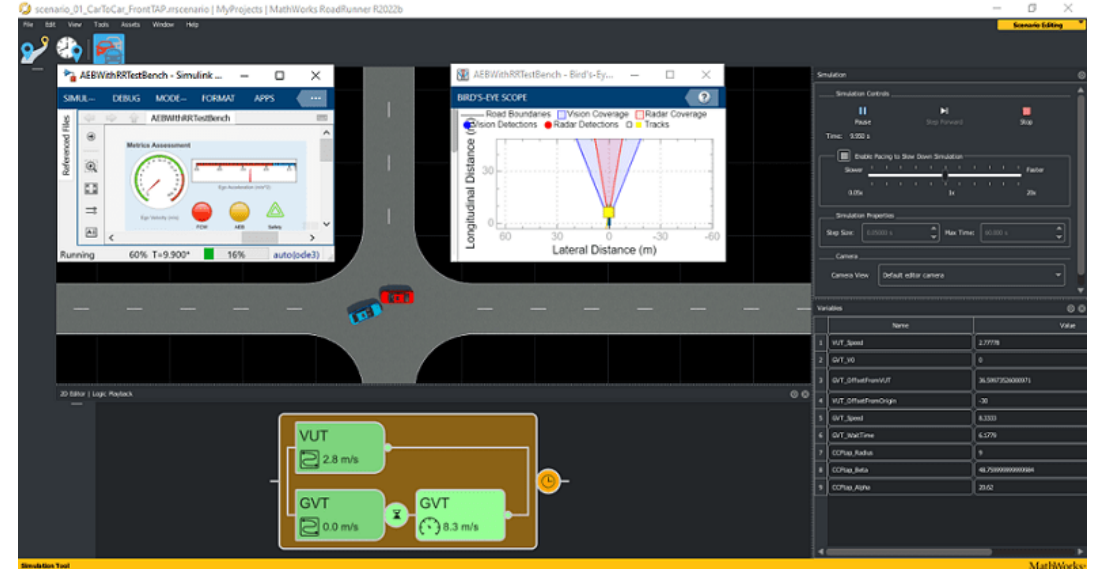 scenario_01_CarToCar_FrontTAP.rrscenario | MyProjects | MathWorks RoadRunner R2022b
File Edit View Tools Assets Window Help
Scenario Editing
AEBWithRRTestBench - Simulink ...
SIMUL... DEBUG MODE... FORMAT APPS
AEBWithRRTestBench
Referenced Files
Metrics Assessment
Ego Velocity (m/s)
Ego Acceleration (m/s^2)
FCW AEB Safety
Running 60% T=9.900* 16% auto(ode3)
AEBWithRRTestBench - Bird's-Ey...
BIRD'S-EYE SCOPE
Road Boundaries Vision Coverage Radar Coverage
Vision Detections Radar Detections Tracks
Longitudinal Distance (m)
30
0
60 30 0 -30 -60
Lateral Distance (m)
Simulation
Simulation Controls
Pause Step Forward Stop
Time: 9.950 s
Enable Pacing to Slow Down Simulation
Slower Faster
0.05x 1x 20x
Simulation Properties
Step Size: 0.05000 s Max Time: 60.000 s
Camera
Camera View Default editor camera
Variables
Name Value
1 VUT_Speed 2.77778
2 GVT_V0 0
3 GVT_OffsetFromVUT
4 VUT_OffsetFromOrigin -30
5 GVT_Speed 8.3333
6 GVT_WaitTime 6.5779
7 CCFtap_Radius 9
8 CCFtap_Beta
9 CCFtap_Alpha 20.62
2D Editor | Logic Playback
VUT
2.8 m/s
GVT
0.0 m/s
GVT
8.3 m/s
Simulation Tool
MathWorks